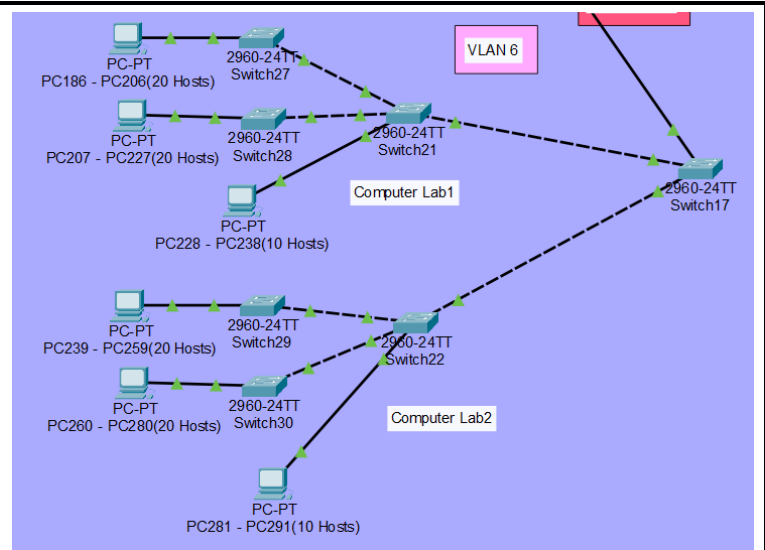 VLAN 6
PC-PT
PC186 - PC206(20 Hosts)
2960-24TT
Switch27
PC-PT
PC207 - PC227(20 Hosts)
2960-24TT
Switch28
2960-24TT
Switch21
PC-PT
PC228 - PC238(10 Hosts)
Computer Lab1
2960-24TT
Switch17
PC-PT
PC239 - PC259(20 Hosts)
2960-24TT
Switch29
2960-24TT
Switch22
PC-PT
PC260 - PC280(20 Hosts)
2960-24TT
Switch30
Computer Lab2
PC-PT
PC281 - PC291(10 Hosts)